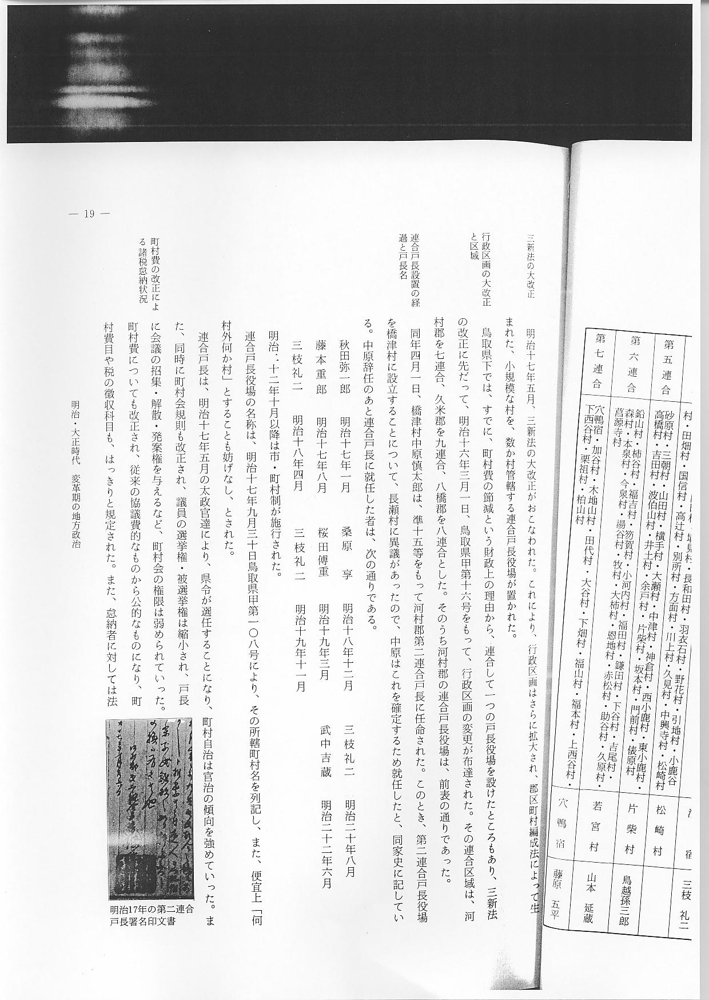 村・田畑村・国信村・高辻村・別所村・方面村・川上村・久見村・中興寺村・松崎村
長和田村・羽衣石村・野花村・引地村・小鹿谷
宿
三枝 礼二
第五連合
砂原村・三朝村・山田村・横手村・大瀬村・中津村・神倉村・西小鹿村・東小鹿村・
高橋村・吉田村・波伯山村・井土村・余戸村・片柴村・坂本村・門前村・俵原村
松崎村
第六連合
鉛山村・柿谷村・福吉村・笏賀村・小河内村・福田村・鎌田村・下谷村・吉尾村・
森村・本泉村・今泉村・湯谷村・牧村・大柿村・恩地村・赤松村・助谷村・久原村・
菖源寺村
片柴村
鳥越孫三郎
若宮村
山本 延蔵
第七連合
穴鴨宿・加谷村・木地山村・田代村・大谷村・下畑村・福山村・福本村・上西谷村・
下西谷村・栗祖村・柏山村
穴鴨宿
藤原 五平
三新法の大改正
明治十七年五月、三新法の大改正がおこなわれた。これにより、行政区画はさらに拡大され、郡区町村編成法によって生
まれた、小規模な村を、数か村管轄する連合戸長役場が置かれた。
行政区画の大改正
と区域
鳥取県下では、すでに、町村費の節減という財政上の理由から、連合して一つの戸長役場を設けたところもあり、三新法
の改正に先だって、明治十六年三月一日、鳥取県甲第十六号をもって、行政区画の変更が布達された。その連合区域は、河
村郡を七連合、久米郡を九連合、八橋郡を八連合とした。そのうち河村郡の連合戸長役場は、前表の通りであった。
連合戸長設置の経
過と戸長名
同年四月一日、橋津村中原慎太郎は、準十五等をもって河村郡第二連合戸長に任命された。このとき、第二連合戸長役場
を橋津村に設立することについて、長瀬村に異議があったので、中原はこれを確定するため就任したと、同家史に記してい
る。中原辞任のあと連合戸長に就任した者は、次の通りである。
秋田弥一郎 明治十七年一月 桑原 享 明治十八年十二月 三枝礼二 明治二十年八月
藤本重郎 明治十七年八月 桜田傅重 明治十九年三月 武中吉蔵 明治二十二年六月
三枝礼二 明治十八年四月 三枝礼二 明治十九年十一月
明治二十二年十月以降は市・町村制が施行された。
連合戸長役場の名称は、明治十七年九月三十日鳥取県甲第一〇八号により、その所轄町村名を列記し、また、便宜上「何
村外何か村」とすることも妨げなし、とされた。
連合戸長は、明治十七年五月の太政官達により、県令が選任することになり、町村自治は官治の傾向を強めていった。ま
た、同時に町村会規則も改正され、議員の選挙権・被選挙権は縮小され、戸長
に会議の招集・解散・発案権を与えるなど、町村会の権限は弱められていった。
町村費の改正によ
る諸税怠納状況
町村費についても改正され、従来の協議費的なものから公的なものになり、町
村費目や税の徴収科目も、はっきりと規定された。また、怠納者に対しては法
明治17年の第二連合
戸長署名印文書
明治・大正時代 変革期の地方政治
— 19 —